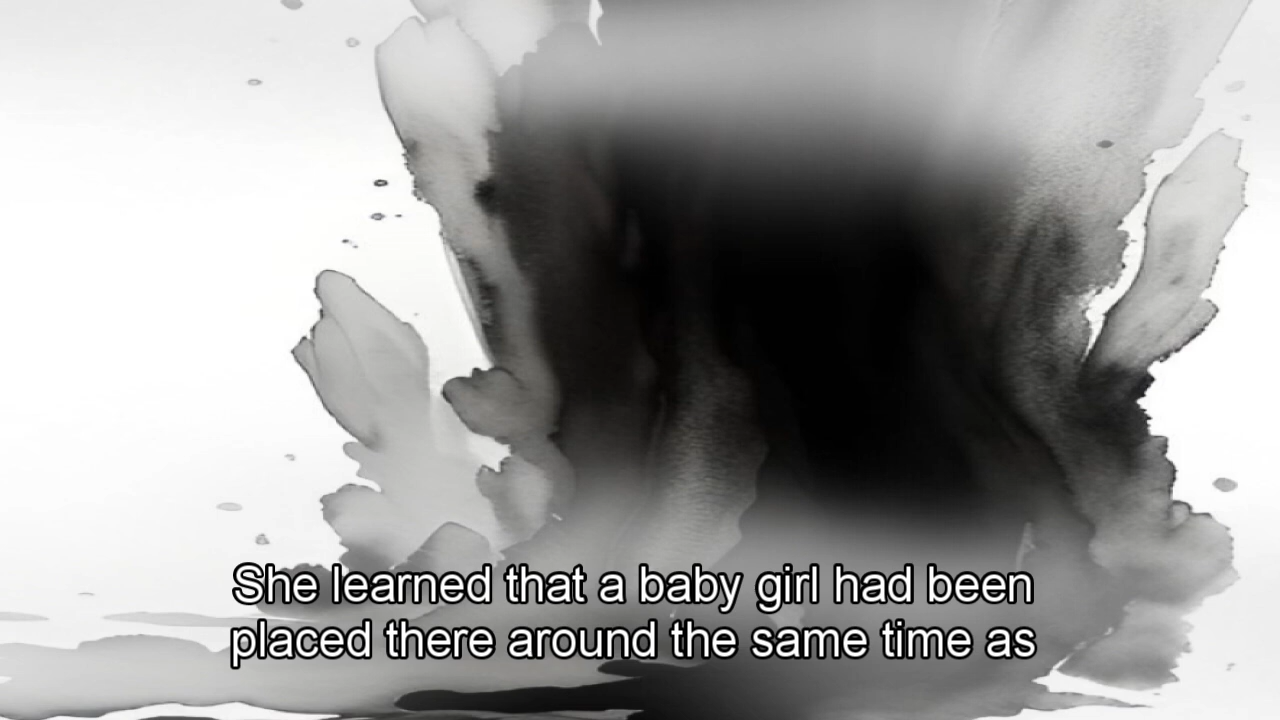 She learned that a baby girl had been
placed there around the same time as